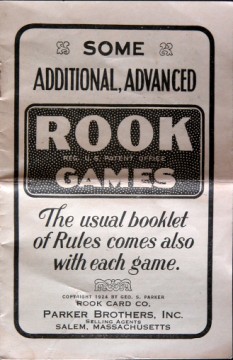 SOME
ADDITIONAL, ADVANCED
ROOK
REG. U.S. PATENT OFFICE
GAMES
The usual booklet
of Rules comes also
with each game.
COPYRIGHT 1924 BY GEO. S. PARKER
ROOK CARD CO.
PARKER BROTHERS, INC.
SELLING AGENTS
SALEM, MASSACHUSETTS